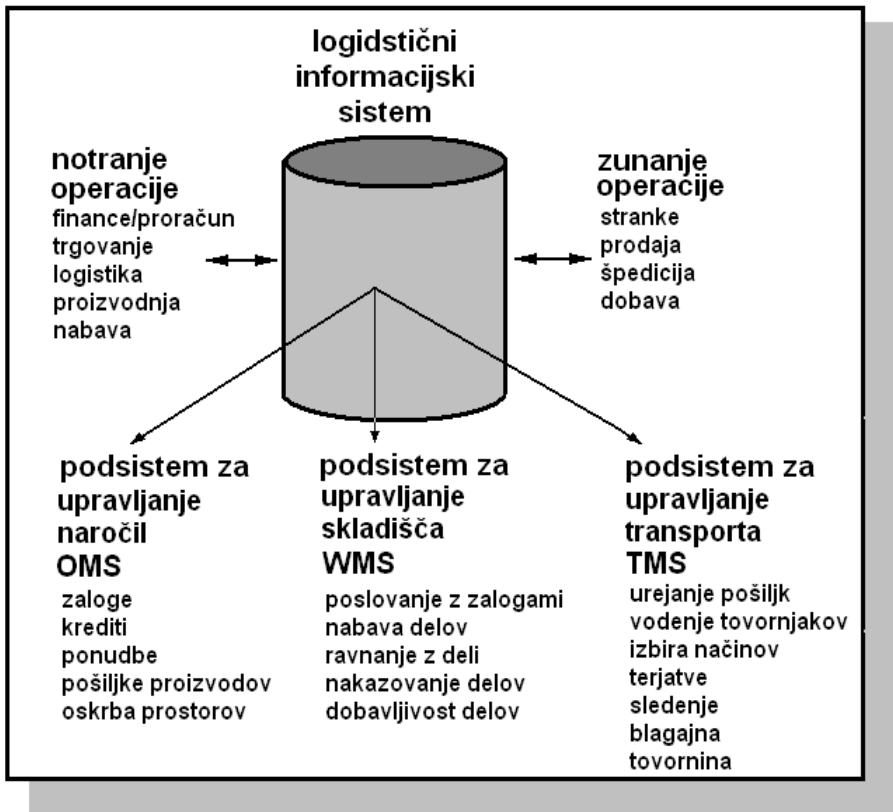 logidstični
informacijski
sistem
notranje
operacije
finance/proračun
trgovanje
logistika
proizvodnja
nabava
zunanje
operacije
stranke
prodaja
špedicija
dobava
podsistem za
upravljanje
naročil
OMS
zaloge
krediti
ponudbe
pošiljke proizvodov
oskrba prostorov
podsistem za
upravljanje
skladišča
WMS
poslovanje z zalogami
nabava delov
ravnanje z deli
nakazovanje delov
dobavljivost delov
podsistem za
upravljanje
transporta
TMS
urejanje pošiljk
vodenje tovornjakov
izbira načinov
terjatve
sledenje
blagajna
tovornina